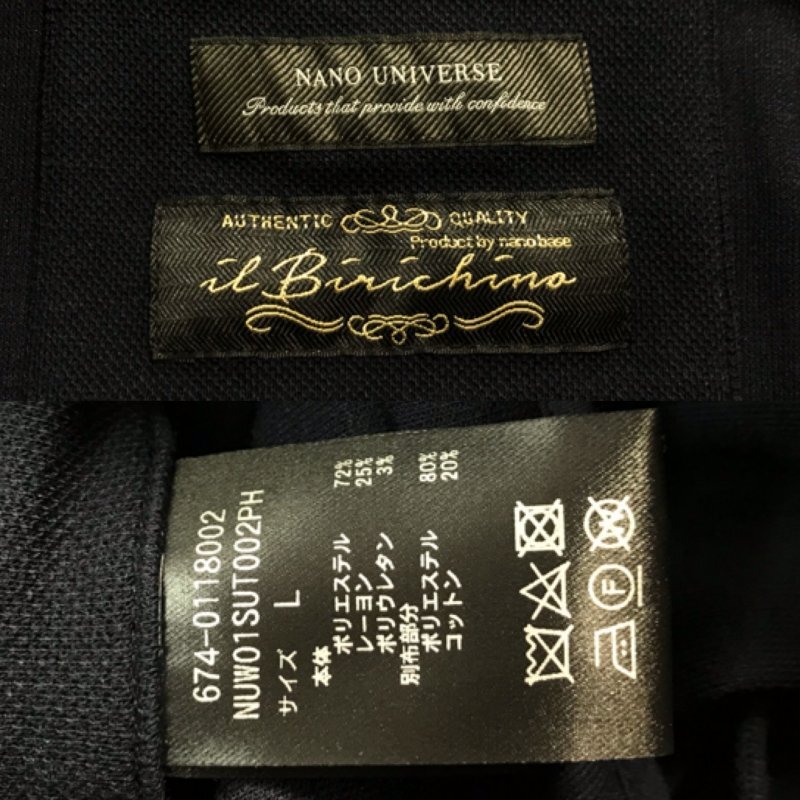 NANO UNIVERSE
Products that provide with confidence
AUTHENTIC QUALITY
Product by nano base
il Birichino
674-0118002
NUW01SUT002PH
サイズ L
本体
ポリエステル 72%
レーヨン 25%
ポリウレタン 3%
別布部分
ポリエステル 80%
コットン 20%
W
F